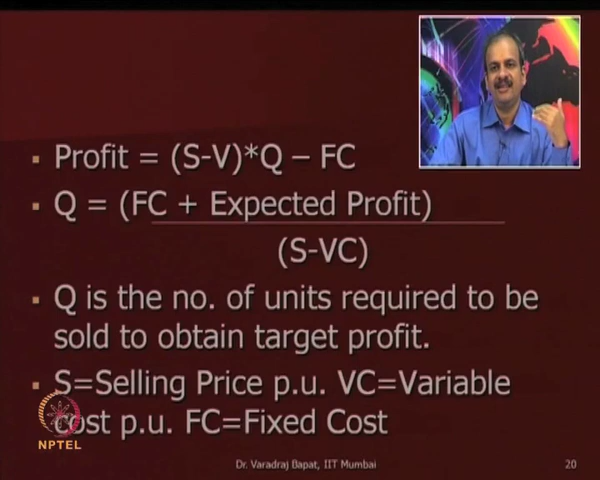 ▪ Profit = (S-V)*Q – FC
▪ Q = (FC + Expected Profit)
(S-VC)
▪ Q is the no. of units required to be
sold to obtain target profit.
▪ S=Selling Price p.u. VC=Variable
cost p.u. FC=Fixed Cost
NPTEL
Dr. Varadraj Bapat, IIT Mumbai
20